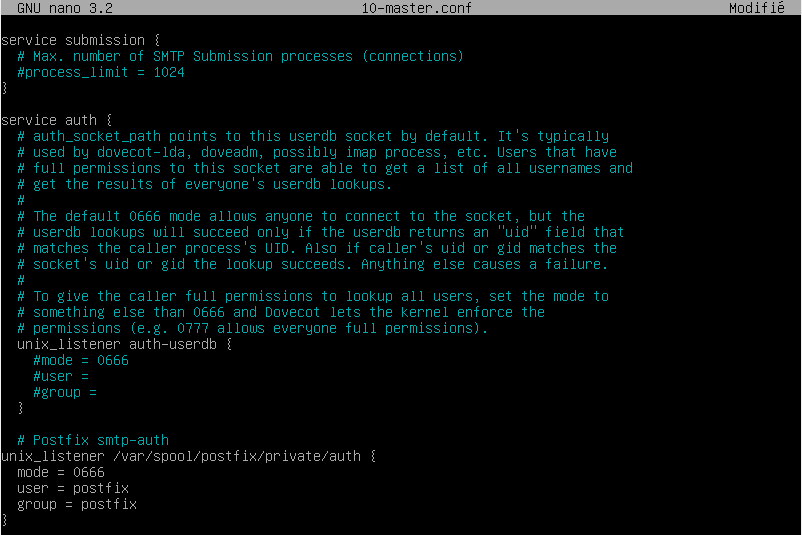 GNU nano 3.2 10-master.conf Modifié
service submission {
  # Max. number of SMTP Submission processes (connections)
  #process_limit = 1024
}
service auth {
  # auth_socket_path points to this userdb socket by default. It's typically
  # used by dovecot-lda, doveadm, possibly imap process, etc. Users that have
  # full permissions to this socket are able to get a list of all usernames and
  # get the results of everyone's userdb lookups.
  #
  # The default 0666 mode allows anyone to connect to the socket, but the
  # userdb lookups will succeed only if the userdb returns an "uid" field that
  # matches the caller process's UID. Also if caller's uid or gid matches the
  # socket's uid or gid the lookup succeeds. Anything else causes a failure.
  #
  # To give the caller full permissions to lookup all users, set the mode to
  # something else than 0666 and Dovecot lets the kernel enforce the
  # permissions (e.g. 0777 allows everyone full permissions).
  unix_listener auth-userdb {
    #mode = 0666
    #user =
    #group =
  }
  # Postfix smtp-auth
unix_listener /var/spool/postfix/private/auth {
  mode = 0666
  user = postfix
  group = postfix
}